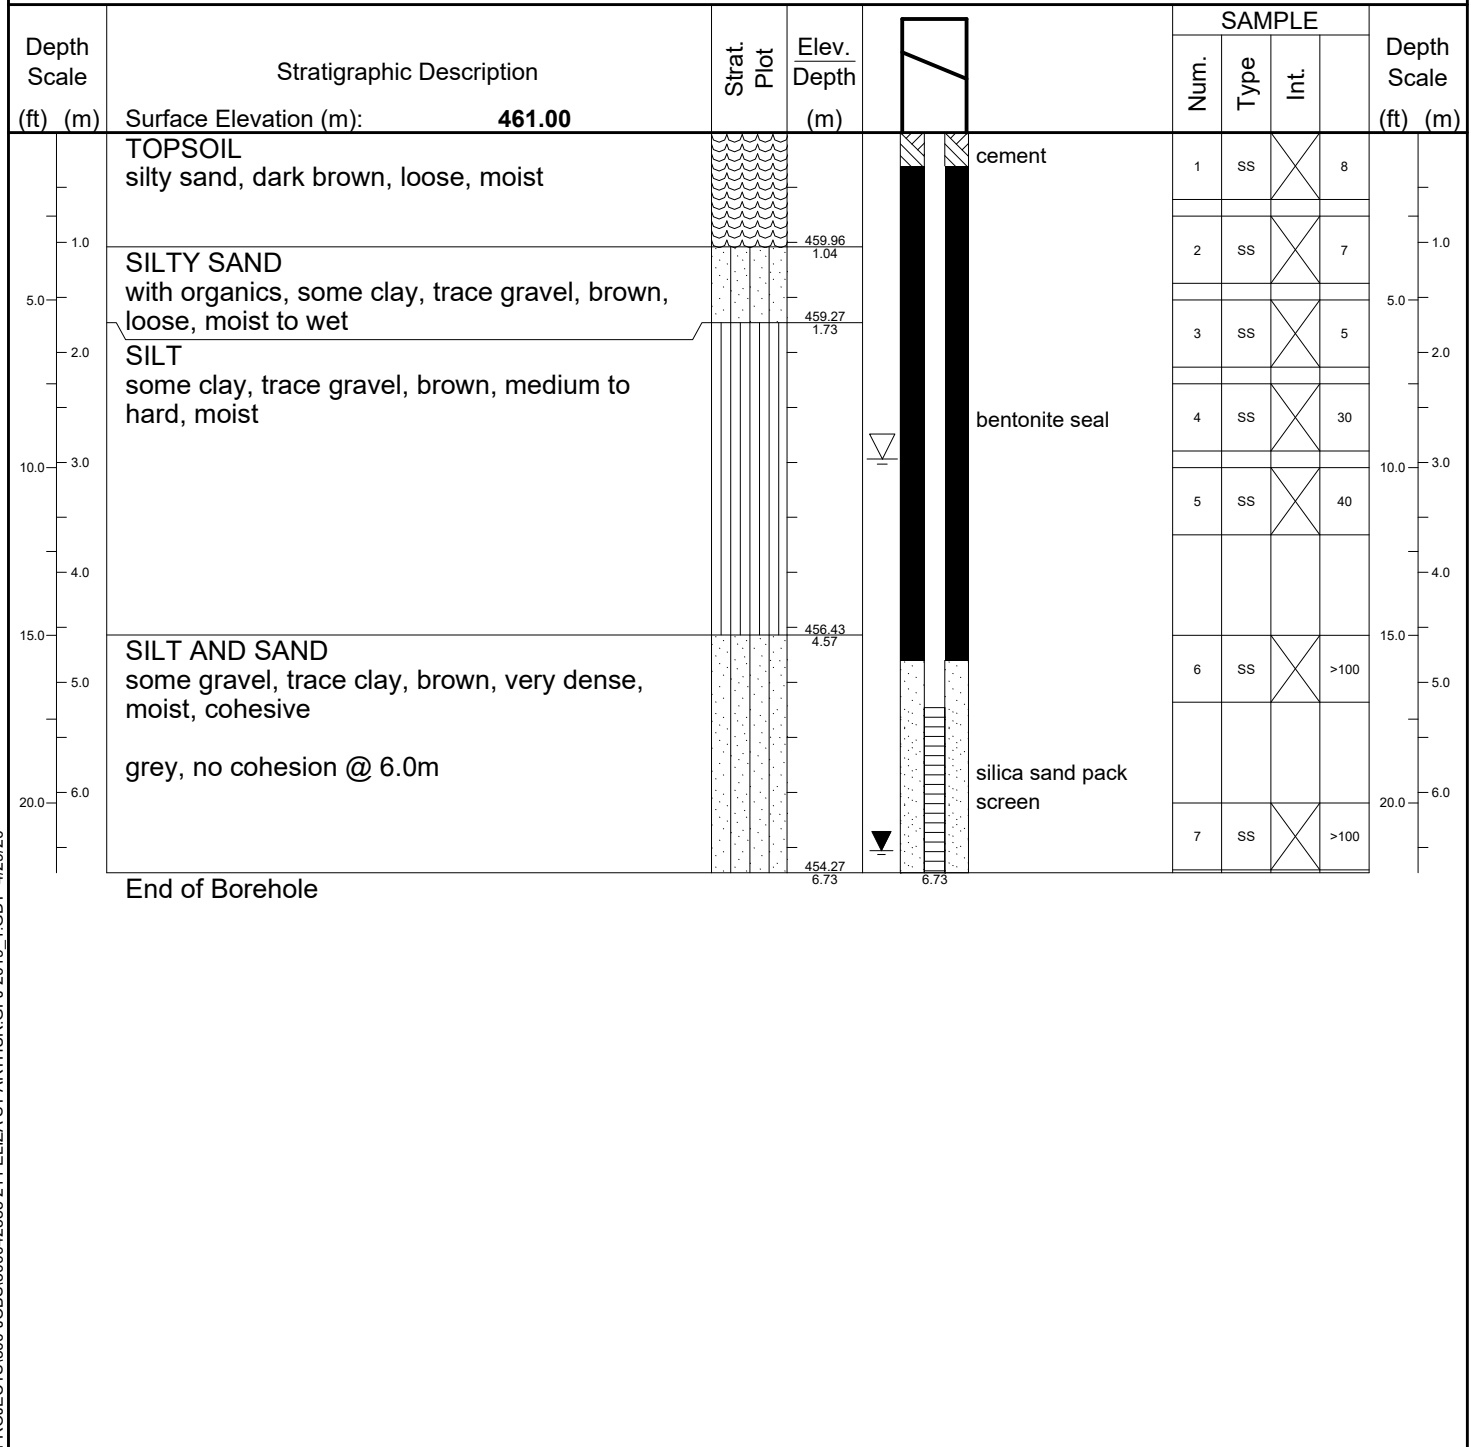 SAMPLE
Depth
Scale
(ft) (m)
Stratigraphic Description
Surface Elevation (m): 461.00
Strat.
Plot
Elev.
Depth
(m)
Num.
Type
Int.
Depth
Scale
(ft) (m)
TOPSOIL
silty sand, dark brown, loose, moist
cement
1 SS 8
1.0
459.96
1.04
2 SS 7
1.0
SILTY SAND
with organics, some clay, trace gravel, brown,
loose, moist to wet
5.0
459.27
1.73
5.0
3 SS 5
2.0
2.0
SILT
some clay, trace gravel, brown, medium to
hard, moist
bentonite seal
4 SS 30
10.0
3.0
10.0
3.0
5 SS 40
4.0
4.0
15.0
456.43
4.57
15.0
SILT AND SAND
some gravel, trace clay, brown, very dense,
moist, cohesive
5.0
6 SS >100
5.0
grey, no cohesion @ 6.0m
silica sand pack
screen
20.0
6.0
20.0
6.0
7 SS >100
454.27
6.73
6.73
End of Borehole